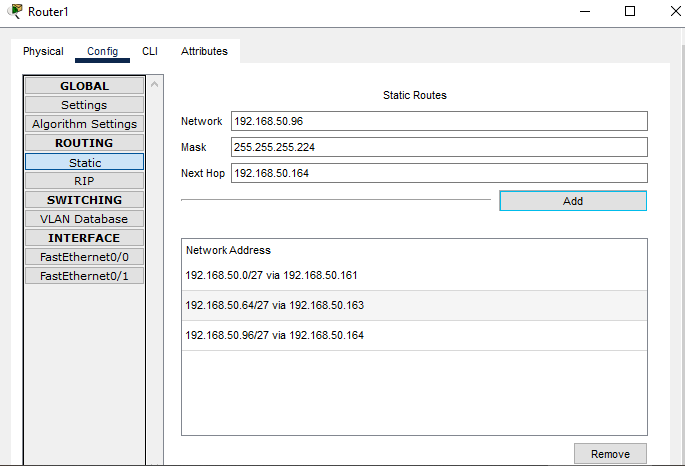 Router1
Physical Config CLI Attributes
GLOBAL
Settings
Algorithm Settings
ROUTING
Static
RIP
SWITCHING
VLAN Database
INTERFACE
FastEthernet0/0
FastEthernet0/1
Static Routes
Network 192.168.50.96
Mask 255.255.255.224
Next Hop 192.168.50.164
Add
Network Address
192.168.50.0/27 via 192.168.50.161
192.168.50.64/27 via 192.168.50.163
192.168.50.96/27 via 192.168.50.164
Remove